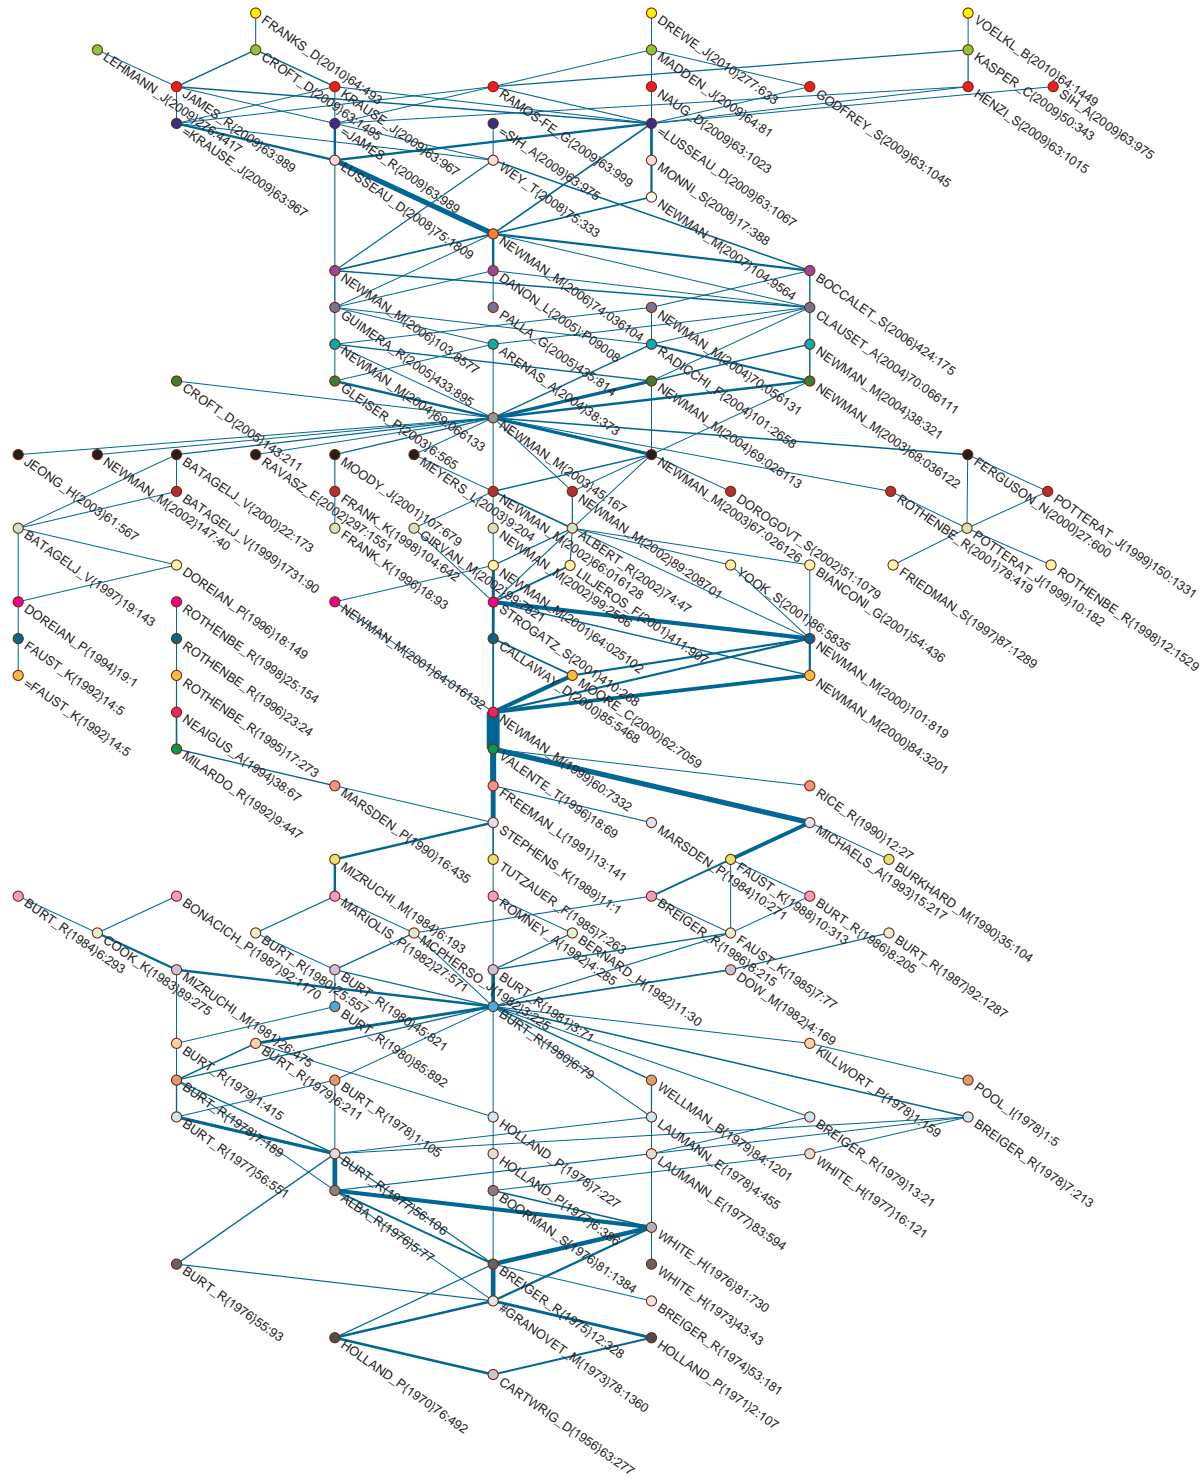 FRANKS_D(2010)64:493
DREWE_J(2010)277:633
VOELKL_B(2010)64:1449
LEHMANN_J(2009)276:4417
CROFT_D(2009)63:1495
MADDEN_J(2009)64:81
KASPER_C(2009)50:343
JAMES_R(2009)63:989
KRAUSE_J(2009)63:967
RAMOS-FE_G(2009)63:999
NAUG_D(2009)63:1023
GODFREY_S(2009)63:1045
HENZI_S(2009)63:1015
SIH_A(2009)63:975
=KRAUSE_J(2009)63:967
=JAMES_R(2009)63:989
=SIH_A(2009)63:975
=LUSSEAU_D(2009)63:1067
LUSSEAU_D(2008)75:1809
WEY_T(2008)75:333
MONNI_S(2008)17:388
NEWMAN_M(2007)104:9564
NEWMAN_M(2006)74:036104
NEWMAN_M(2006)103:8577
DANON_L(2005):P09008
BOCCALET_S(2006)424:175
GUIMERA_R(2005)433:895
PALLA_G(2005)435:814
NEWMAN_M(2004)70:056131
CLAUSET_A(2004)70:066111
NEWMAN_M(2004)69:066133
ARENAS_A(2004)38:373
RADICCHI_F(2004)101:2658
NEWMAN_M(2004)38:321
CROFT_D(2005)143:211
GLEISER_P(2003)6:565
NEWMAN_M(2004)69:026113
NEWMAN_M(2003)68:036122
NEWMAN_M(2003)45:167
JEONG_H(2003)61:567
NEWMAN_M(2002)147:40
BATAGELJ_V(2000)22:173
RAVASZ_E(2002)297:1551
MOODY_J(2001)107:679
MEYERS_L(2003)9:204
NEWMAN_M(2003)67:026126
FERGUSON_N(2000)27:600
BATAGELJ_V(1999)1731:90
FRANK_K(1998)104:642
NEWMAN_M(2002)66:016128
NEWMAN_M(2002)89:208701
DOROGOVT_S(2002)51:1079
ROTHENBE_R(2001)78:419
POTTERAT_J(1999)150:1331
BATAGELJ_V(1997)19:143
FRANK_K(1996)18:93
GIRVAN_M(2002)99:7821
NEWMAN_M(2002)99:2566
ALBERT_R(2002)74:47
POTTERAT_J(1999)10:182
DOREIAN_P(1996)18:149
NEWMAN_M(2001)64:025102
LILJEROS_F(2001)411:907
YOOK_S(2001)86:5835
BIANCONI_G(2001)54:436
FRIEDMAN_S(1997)87:1289
ROTHENBE_R(1998)12:1529
DOREIAN_P(1994)19:1
ROTHENBE_R(1998)25:154
NEWMAN_M(2001)64:016132
STROGATZ_S(2001)410:268
FAUST_K(1992)14:5
ROTHENBE_R(1996)23:24
CALLAWAY_D(2000)85:5468
NEWMAN_M(2000)101:819
=FAUST_K(1992)14:5
ROTHENBE_R(1995)17:273
MOORE_C(2000)62:7059
NEWMAN_M(2000)84:3201
NEAIGUS_A(1994)38:67
NEWMAN_M(1999)60:7332
MILARDO_R(1992)9:447
VALENTE_T(1996)18:69
MARSDEN_P(1990)16:435
FREEMAN_L(1991)13:141
RICE_R(1990)12:27
STEPHENS_K(1989)11:1
MARSDEN_P(1984)10:271
MICHAELS_A(1993)15:217
MIZRUCHI_M(1984)6:193
TUTZAUER_F(1985)7:263
FAUST_K(1988)10:313
BURKHARD_M(1990)35:104
BURT_R(1984)6:293
BONACICH_P(1987)92:1170
MARIOLIS_P(1982)27:571
ROMNEY_A(1982)4:285
BREIGER_R(1986)8:215
BURT_R(1986)8:205
COOK_K(1983)89:275
BURT_R(1980)25:557
MCPHERSO_J(1982)3:225
BERNARD_H(1982)11:30
FAUST_K(1985)7:77
BURT_R(1987)92:1287
MIZRUCHI_M(1981)26:475
BURT_R(1980)45:821
BURT_R(1981)3:71
DOW_M(1982)4:169
BURT_R(1980)85:892
BURT_R(1980)6:79
BURT_R(1979)1:415
BURT_R(1979)6:211
KILLWORT_P(1978)1:159
BURT_R(1978)7:189
BURT_R(1978)1:105
WELLMAN_B(1979)84:1201
POOL_I(1978)1:5
BURT_R(1977)56:551
HOLLAND_P(1978)7:227
LAUMANN_E(1978)4:455
BREIGER_R(1979)13:21
BREIGER_R(1978)7:213
BURT_R(1977)56:106
HOLLAND_P(1977)6:386
LAUMANN_E(1977)83:594
WHITE_H(1977)16:121
ALBA_R(1976)5:77
BOORMAN_S(1976)81:1384
WHITE_H(1976)81:730
BURT_R(1976)55:93
BREIGER_R(1975)12:328
WHITE_H(1973)43:43
#GRANOVET_M(1973)78:1360
BREIGER_R(1974)53:181
HOLLAND_P(1970)76:492
HOLLAND_P(1971)2:107
CARTWRIG_D(1956)63:277